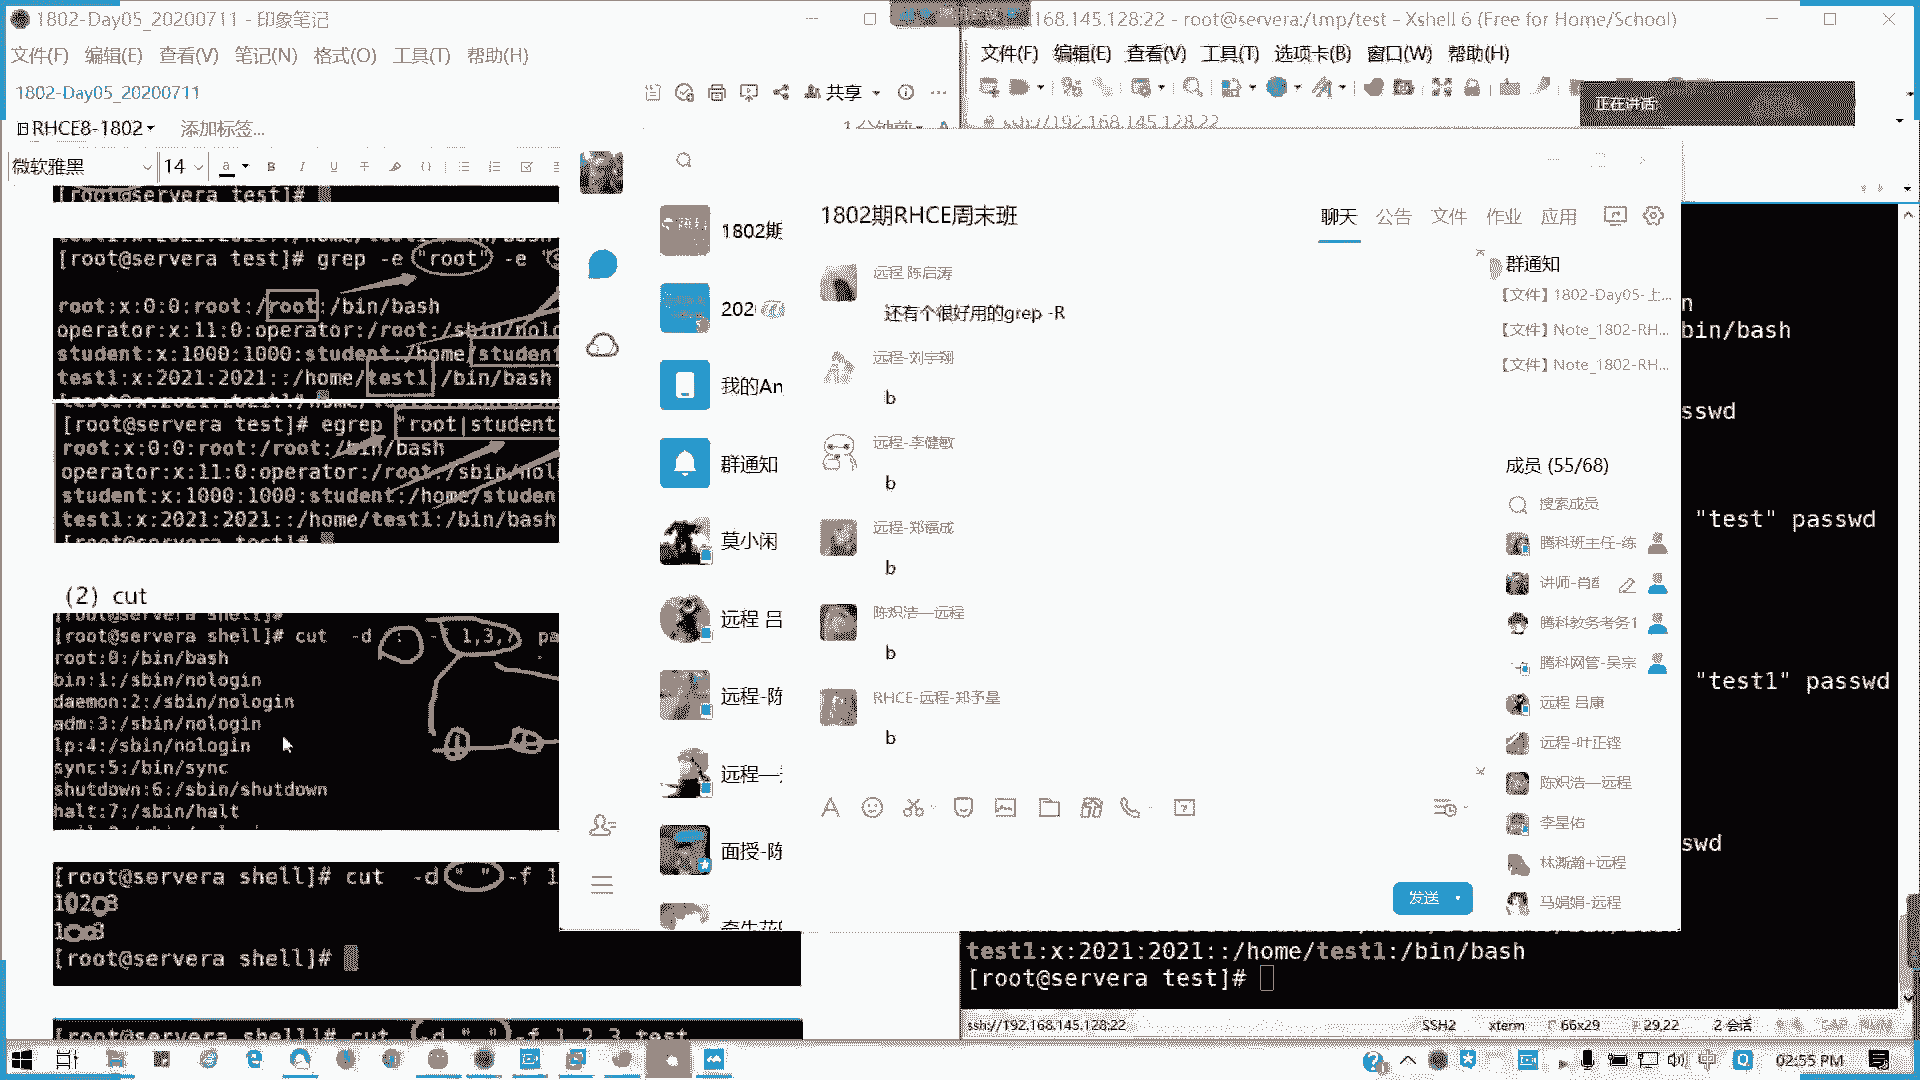 1802-Day05_20200711 - 印象笔记
文件(F) 编辑(E) 查看(V) 笔记(N) 格式(O) 工具(T) 帮助(H)
1802-Day05_20200711
共享
RHCE8-1802
添加标签...
微软雅黑
14
[root@servera test]#
[root@servera test]# grep -e "root" -e "
root:x:0:0:root:/root:/bin/bash
operator:x:11:0:operator:/root:/sbin/nolo
student:x:1000:1000:student:/home/student
test1:x:2021:2021::/home/test1:/bin/bash
[root@servera test]# egrep "root|student
root:x:0:0:root:/root:/bin/bash
operator:x:11:0:operator:/root:/sbin/nol
student:x:1000:1000:student:/home/studen
test1:x:2021:2021::/home/test1:/bin/bash
[root@servera test]#
(2) cut
[root@servera shell]# cut -d : -f 1,3,7 pa
root:0:/bin/bash
bin:1:/sbin/nologin
daemon:2:/sbin/nologin
adm:3:/sbin/nologin
lp:4:/sbin/nologin
sync:5:/bin/sync
shutdown:6:/sbin/shutdown
halt:7:/sbin/halt
[root@servera shell]# cut -d " " -f 1
[root@servera shell]#
[root@servera shell]# cut -d " " -f 1,2,3 test
168.145.128:22 - root@servera:/tmp/test - Xshell 6 (Free for Home/School)
文件(F) 编辑(E) 查看(V) 工具(T) 选项卡(B) 窗口(W) 帮助(H)
正在讲话:
ssh://192.168.145.128:22
1802期
202
我的An
群通知
莫小闲
远程 吕
远程-陈
远程—
面授-陈
1802期RHCE周末班
聊天 公告 文件 作业 应用
远程 陈启涛
还有个很好用的grep -R
远程-刘宇翔
b
远程-李健敏
b
远程-郑福成
b
陈炽浩—远程
b
RHCE-远程-郑予星
b
发送
群通知
【文件】1802-Day05-上...
【文件】Note_1802-RH...
【文件】Note_1802-RH...
成员 (55/68)
搜索成员
腾科班主任-练
讲师-肖
腾科教务考务1
腾科网管-吴宗
远程 吕康
远程-叶正铿
陈炽浩—远程
李星佑
林澌瀚+远程
马娟娟-远程
n
bin/bash
sswd
"test" passwd
"test1" passwd
swd
test1:x:2021:2021::/home/test1:/bin/bash
[root@servera test]#
ssh://192.168.145.128:22
SSH2
xterm
66x29
29,22
2 会话
CAP NUM
中
02:55 PM